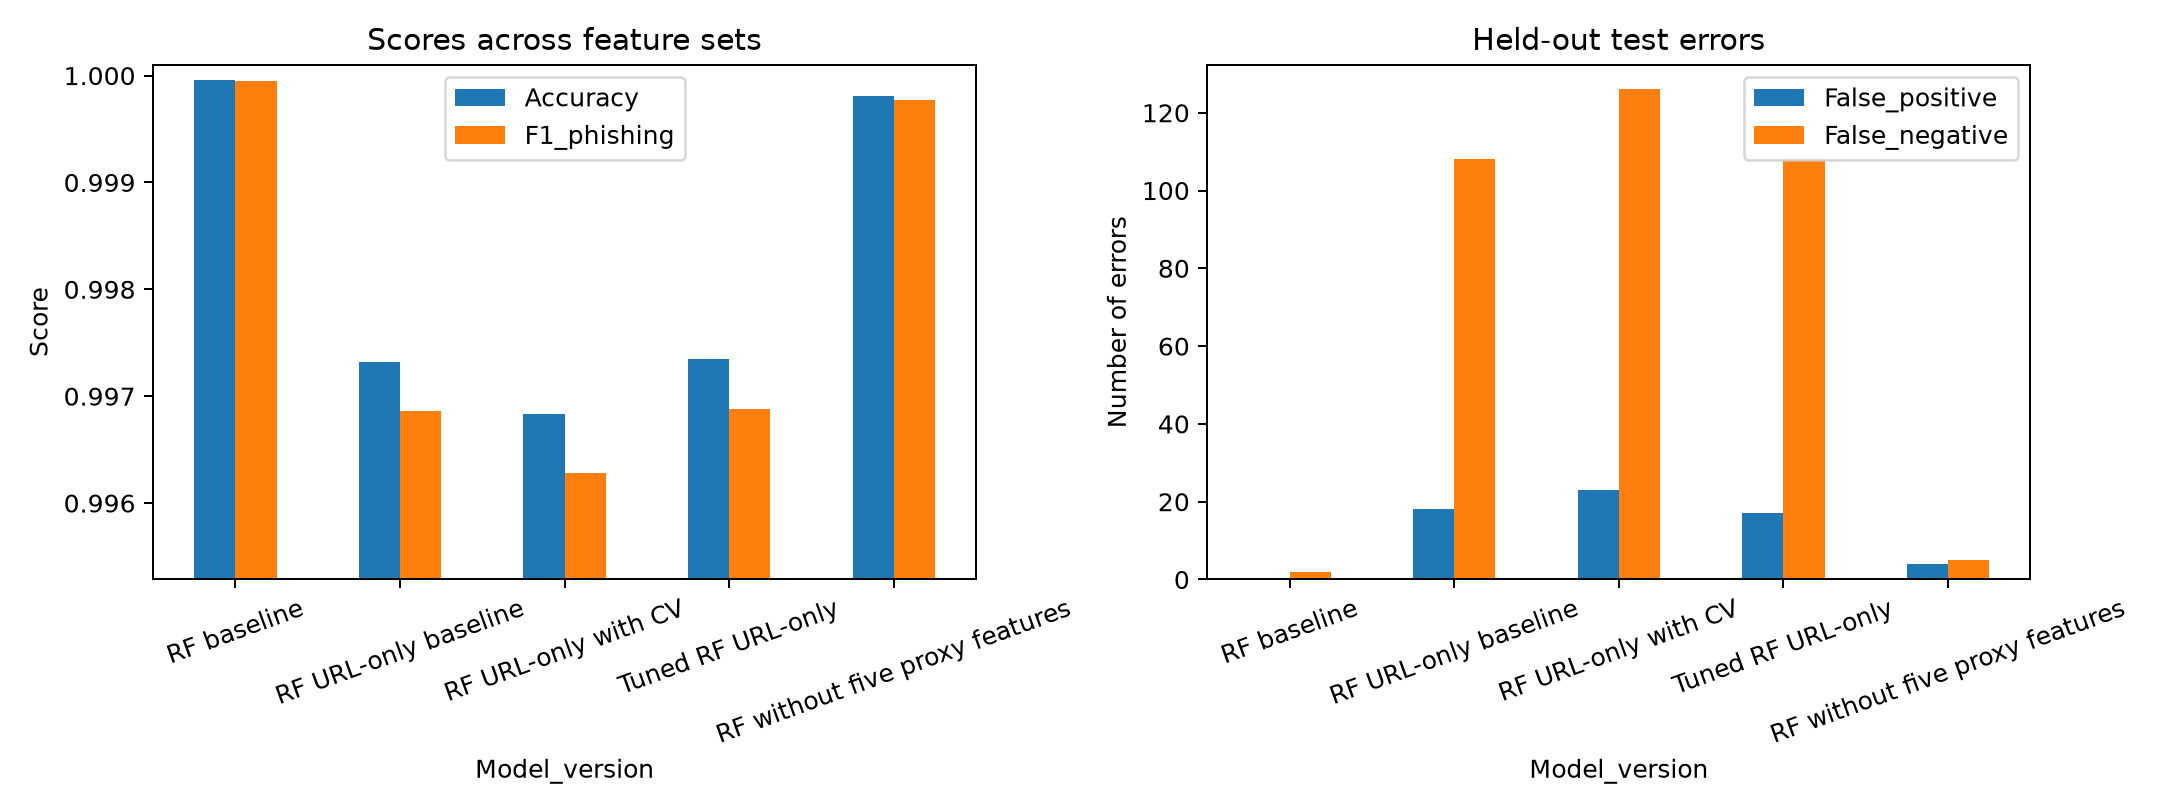 Scores across feature sets
Score
1.000
0.999
0.998
0.997
0.996
Accuracy
F1_phishing
RF baseline
RF URL-only baseline
RF URL-only with CV
Tuned RF URL-only
RF without five proxy features
Model_version
Held-out test errors
Number of errors
120
100
80
60
40
20
0
False_positive
False_negative
RF baseline
RF URL-only baseline
RF URL-only with CV
Tuned RF URL-only
RF without five proxy features
Model_version